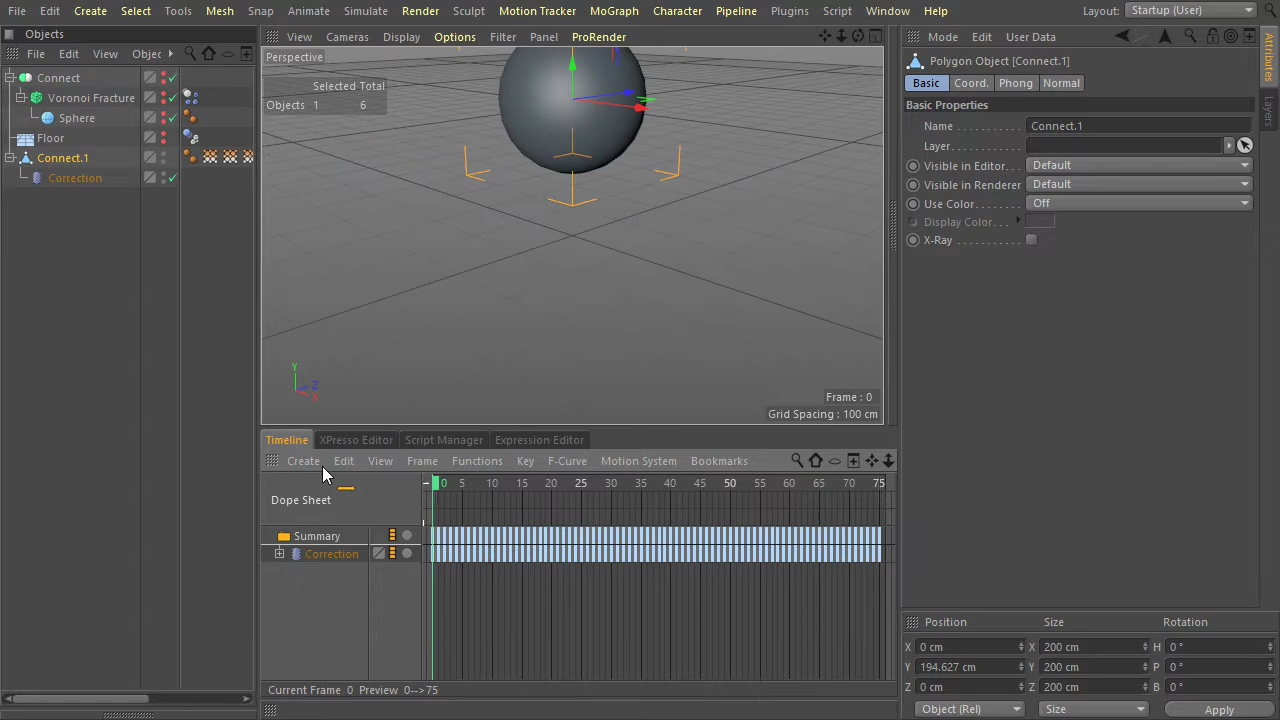 File Edit Create Select Tools Mesh Snap Animate Simulate Render Sculpt Motion Tracker MoGraph Character Pipeline Plugins Script Window Help Layout: Startup (User)
Objects
File Edit View Objec
Connect
Voronoi Fracture
Sphere
Floor
Connect.1
Correction
View Cameras Display Options Filter Panel ProRender
Perspective
Selected Total
Objects 1 6
Y
Z
X
Frame : 0
Grid Spacing : 100 cm
Timeline XPresso Editor Script Manager Expression Editor
Create Edit View Frame Functions Key F-Curve Motion System Bookmarks
Dope Sheet
0 5 10 15 20 25 30 35 40 45 50 55 60 65 70 75
Summary
Correction
Current Frame 0 Preview 0-->75
Mode Edit User Data
Polygon Object [Connect.1]
Basic Coord. Phong Normal
Basic Properties
Name . . . . . . . . . . . Connect.1
Layer . . . . . . . . . . .
Visible in Editor . . . . Default
Visible in Renderer Default
Use Color. . . . . . . . Off
Display Color. . .
X-Ray . . . . . . . . . . .
Attributes
Layers
Position Size Rotation
X 0 cm X 200 cm H 0 °
Y 194.627 cm Y 200 cm P 0 °
Z 0 cm Z 200 cm B 0 °
Object (Rel) Size Apply